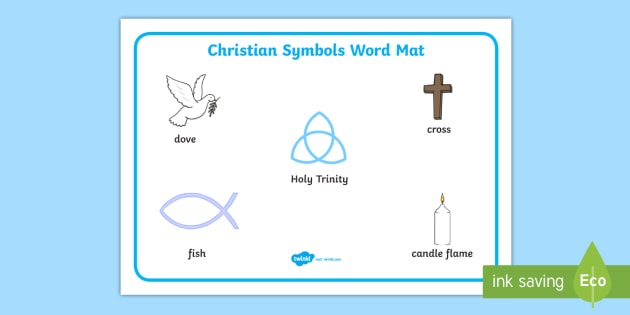 Christian Symbols Word Mat
dove
cross
Holy Trinity
fish
candle flame
twinkl
ink saving
Eco